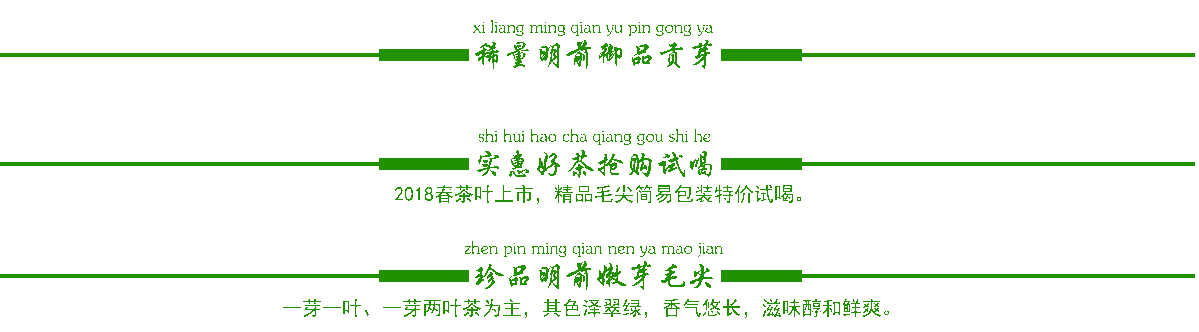 xi liang ming qian yu pin gong ya
稀量明前御品贡芽
shi hui hao cha qiang gou shi he
实惠好茶抢购试喝
2018春茶叶上市，精品毛尖简易包装特价试喝。
zhen pin ming qian nen ya mao jian
珍品明前嫩芽毛尖
一芽一叶、一芽两叶茶为主，其色泽翠绿，香气悠长，滋味醇和鲜爽。